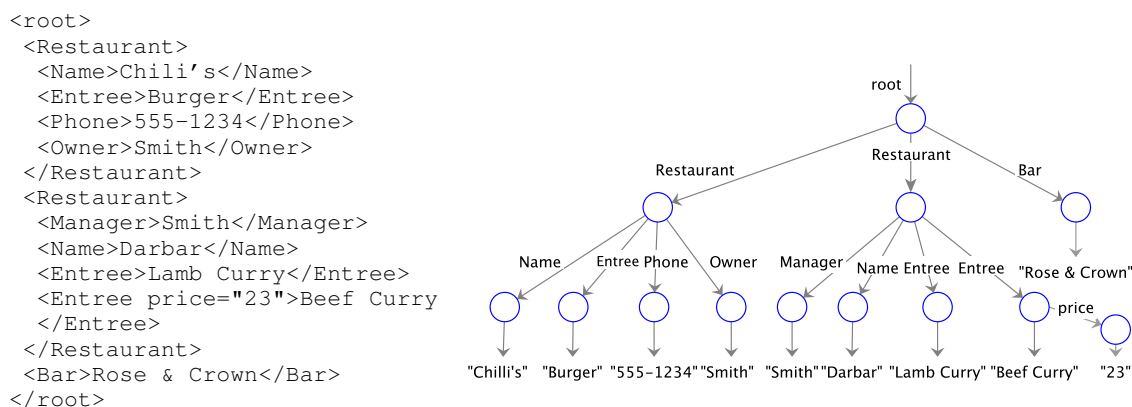 <root>
<Restaurant>
<Name>Chili’s</Name>
<Entree>Burger</Entree>
<Phone>555-1234</Phone>
<Owner>Smith</Owner>
</Restaurant>
<Restaurant>
<Manager>Smith</Manager>
<Name>Darbar</Name>
<Entree>Lamb Curry</Entree>
<Entree price="23">Beef Curry
</Entree>
</Restaurant>
<Bar>Rose & Crown</Bar>
</root>
root
Restaurant Restaurant Bar
Name Entree Phone Owner Manager Name Entree Entree
"Rose & Crown"
price
"Chilli's" "Burger" "555-1234" "Smith" "Smith" "Darbar" "Lamb Curry" "Beef Curry" "23"